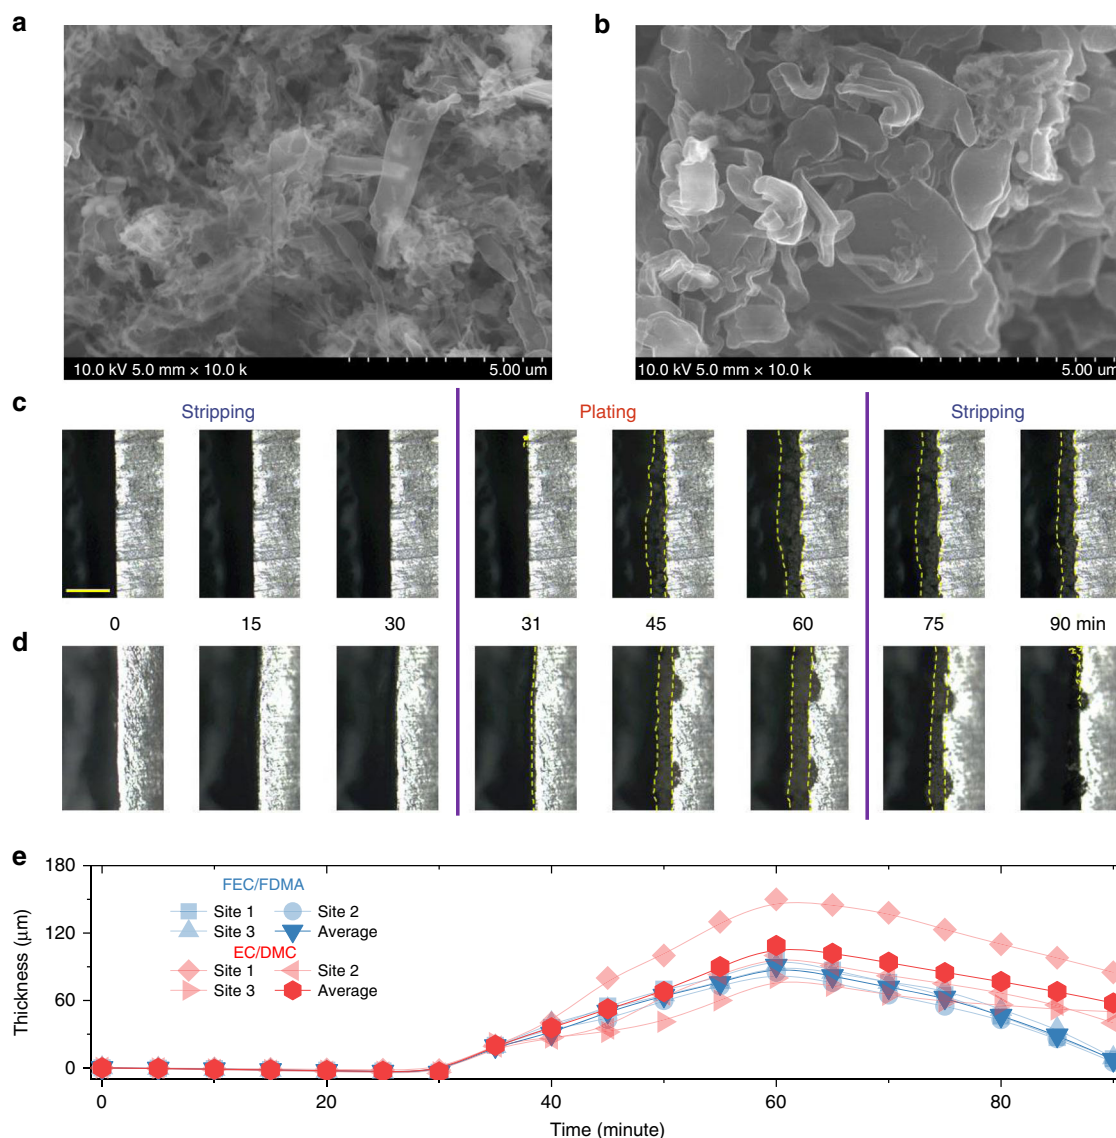 a
b
10.0 kV 5.0 mm × 10.0 k 5.00 um
10.0 kV 5.0 mm × 10.0 k 5.00 um
c
Stripping Plating Stripping
0 15 30 31 45 60 75 90 min
d
e
180
120
60
0
Thickness (μm)
FEC/FDMA
Site 1 Site 2
Site 3 Average
EC/DMC
Site 1 Site 2
Site 3 Average
0 20 40 60 80
Time (minute)